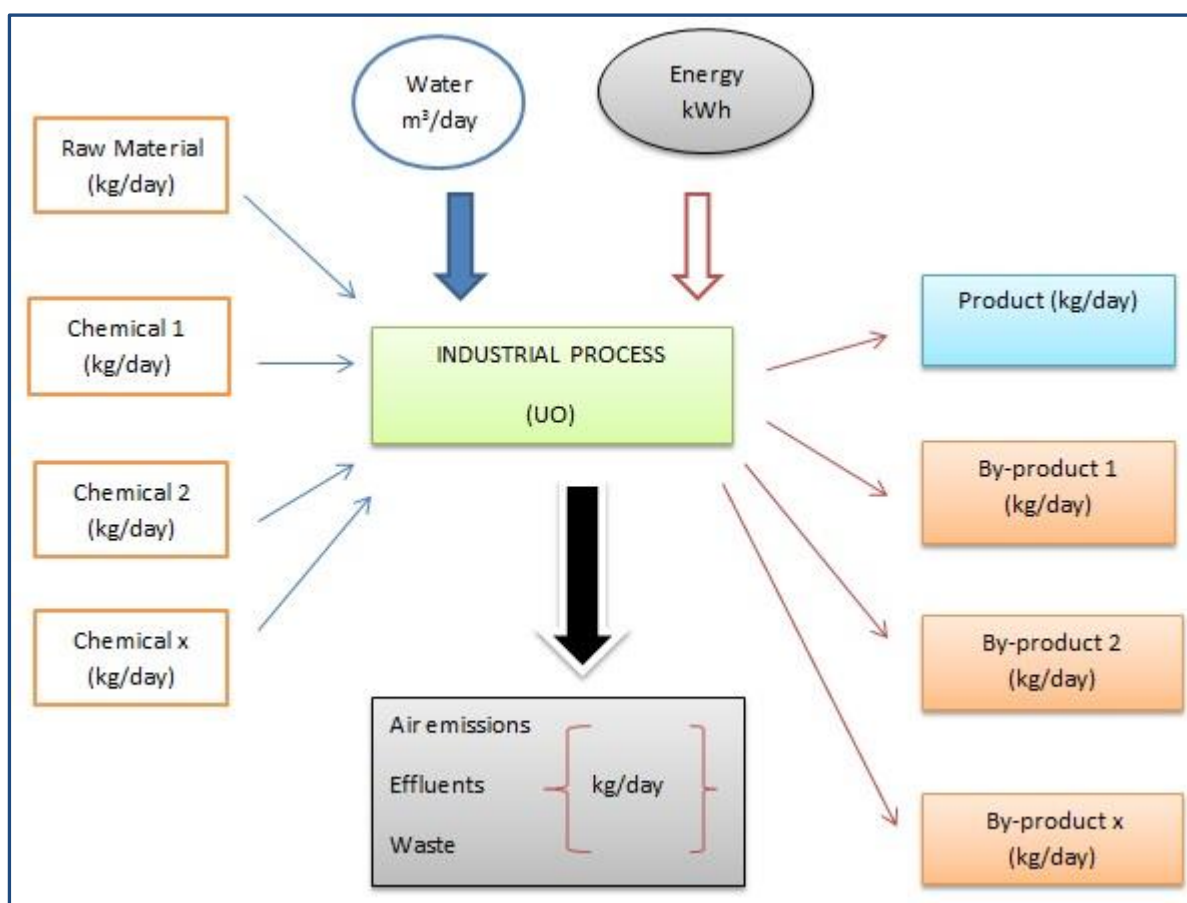 Water
m³/day
Energy
kWh
Raw Material
(kg/day)
Chemical 1
(kg/day)
Chemical 2
(kg/day)
Chemical x
(kg/day)
INDUSTRIAL PROCESS
(UO)
Product (kg/day)
By-product 1
(kg/day)
By-product 2
(kg/day)
By-product x
(kg/day)
Air emissions
Effluents
kg/day
Waste